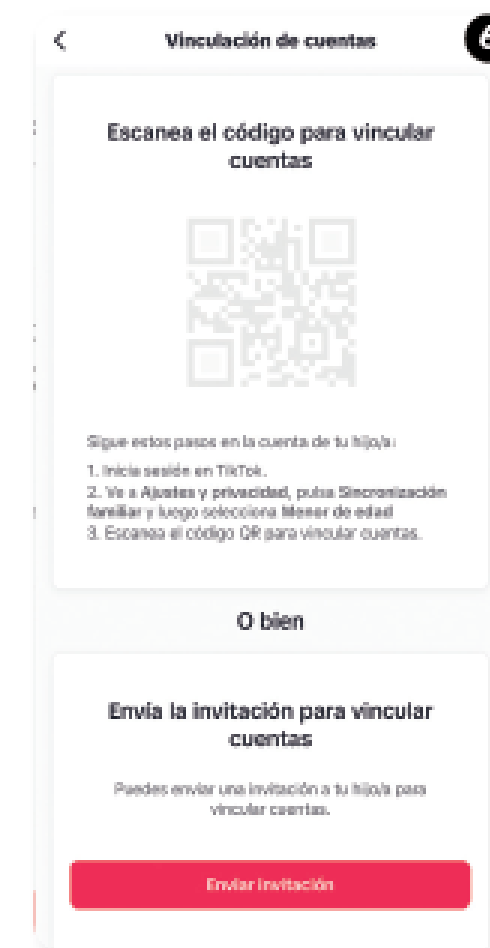 Vinculación de cuentas
6
Escanea el código para vincular
cuentas
Sigue estos pasos en la cuenta de tu hijo/a:
1. Inicia sesión en TikTok.
2. Ve a Ajustes y privacidad, pulsa Sincronización
familiar y luego selecciona Menor de edad
3. Escanea el código QR para vincular cuentas.
O bien
Envía la invitación para vincular
cuentas
Puedes enviar una invitación a tu hijo/a para
vincular cuentas.
Enviar invitación